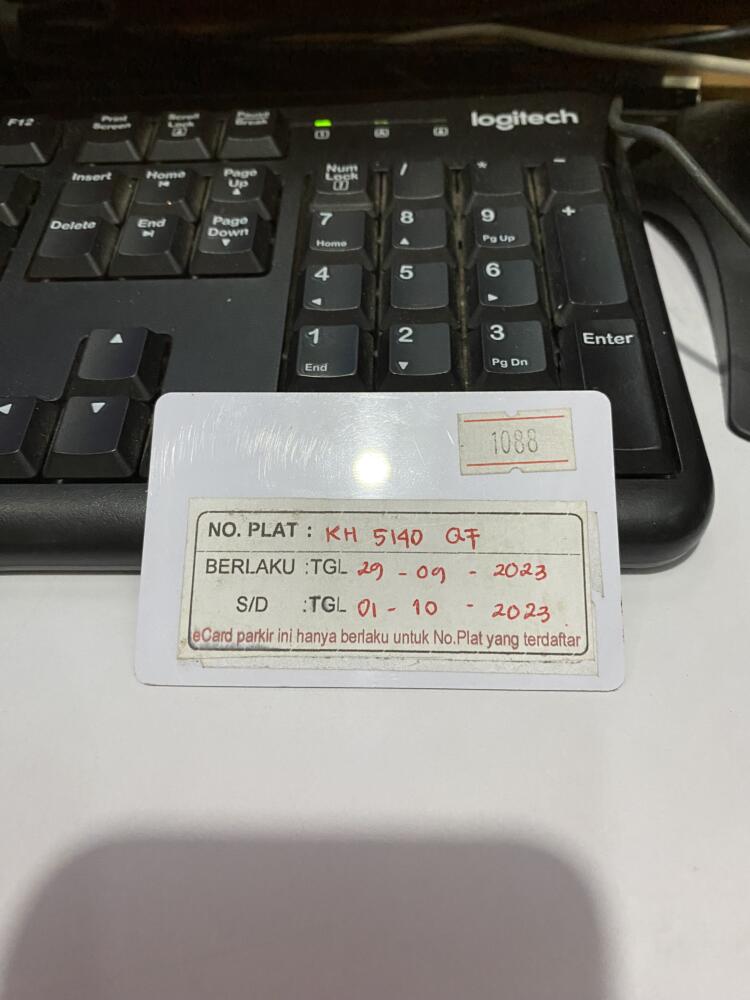 F12
Print Screen
Scroll Lock
Pause Break
logitech
Insert
Home
Page Up
Num Lock
/
*
-
Delete
End
Page Down
7 Home
8
9 Pg Up
+
4
5
6
1 End
2
3 Pg Dn
Enter
1088
NO. PLAT : KH 5140 QF
BERLAKU :TGL 29 - 09 - 2023
S/D :TGL 01 - 10 - 2023
eCard parkir ini hanya berlaku untuk No.Plat yang terdaftar